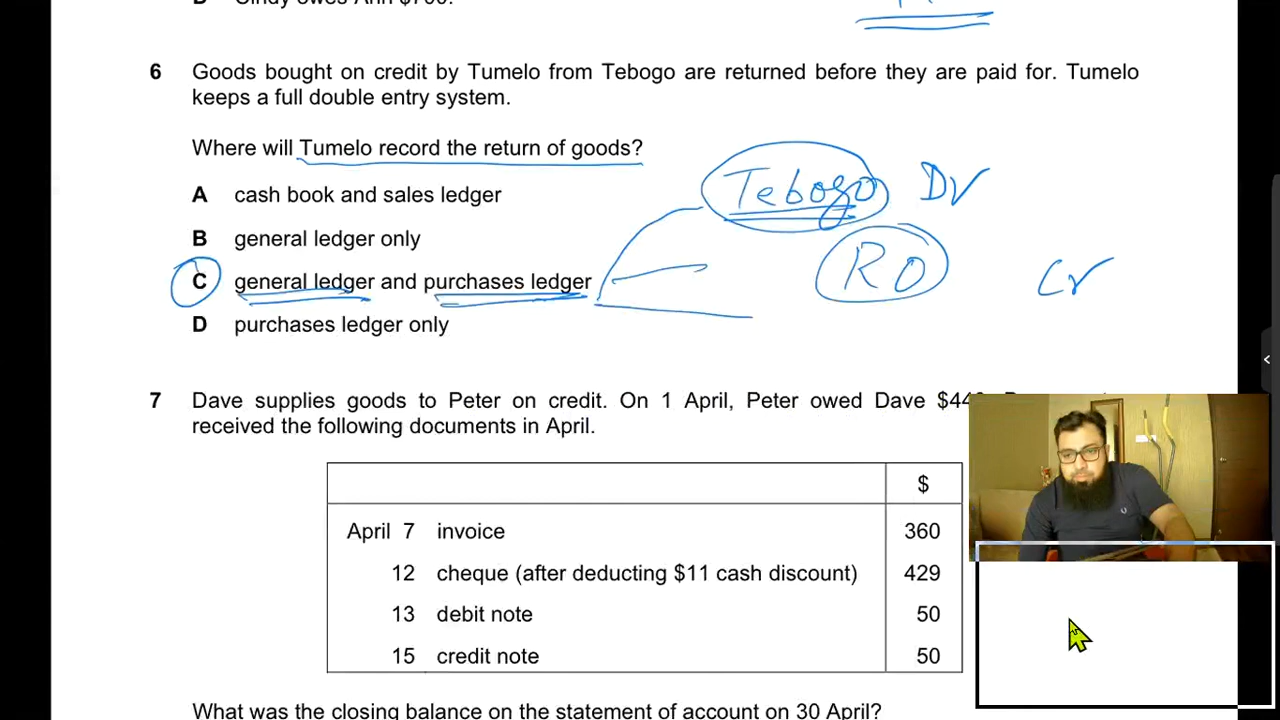 6 Goods bought on credit by Tumelo from Tebogo are returned before they are paid for. Tumelo
keeps a full double entry system.
Where will Tumelo record the return of goods?
A cash book and sales ledger
B general ledger only
C general ledger and purchases ledger
D purchases ledger only
Tebogo Dr
RO Cr
7 Dave supplies goods to Peter on credit. On 1 April, Peter owed Dave
received the following documents in April.
$
April 7 invoice 360
12 cheque (after deducting $11 cash discount) 429
13 debit note 50
15 credit note 50
What was the closing balance on the statement of account on 30 April?